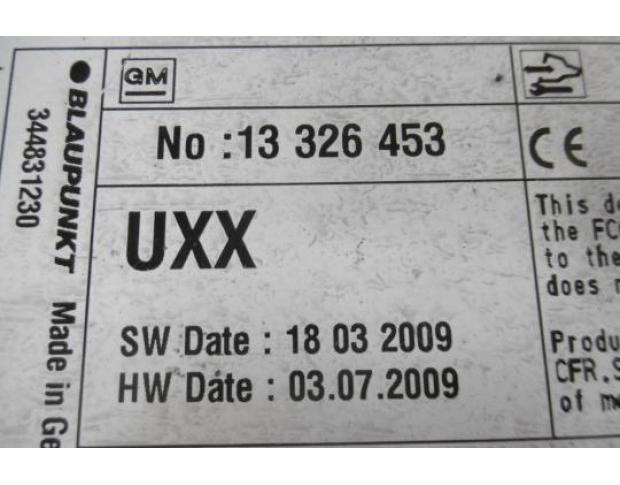 BLAUPUNKT Made in Ge
344831230
GM
No :13 326 453
CE
UXX
SW Date : 18 03 2009
HW Date : 03.07.2009
This d
the FC
to the
does
Produ
CFR.S
of m